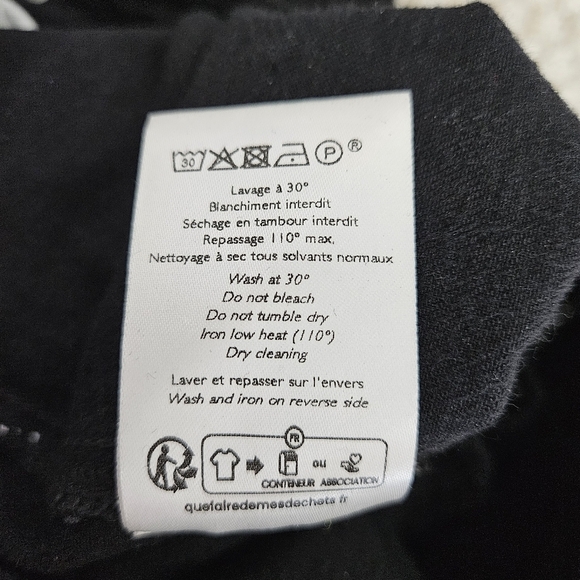 30 P ®
Lavage à 30°
Blanchiment interdit
Séchage en tambour interdit
Repassage 110° max.
Nettoyage à sec tous solvants normaux
Wash at 30°
Do not bleach
Do not tumble dry
Iron low heat (110°)
Dry cleaning
Laver et repasser sur l'envers
Wash and iron on reverse side
FR
ou
CONTENEUR ASSOCIATION
quefairedemesdechets.fr